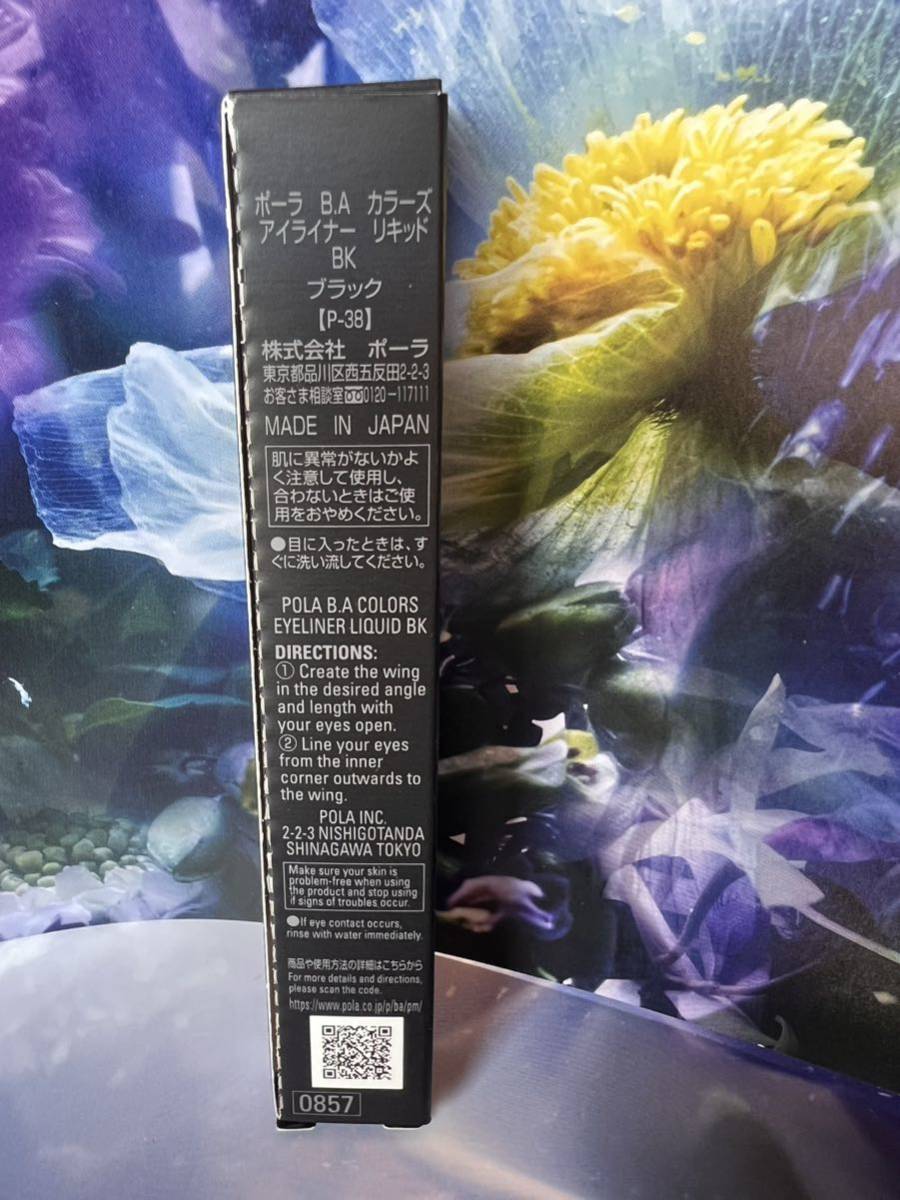 ポーラ B.A カラーズ
アイライナー リキッド
BK
ブラック
【P-38】
株式会社 ポーラ
東京都品川区西五反田2-2-3
お客さま相談室 0120-117111
MADE IN JAPAN
肌に異常がないかよ
く注意して使用し、
合わないときはご使
用をおやめください。
●目に入ったときは、す
ぐに洗い流してください。
POLA B.A COLORS
EYELINER LIQUID BK
DIRECTIONS:
① Create the wing
in the desired angle
and length with
your eyes open.
② Line your eyes
from the inner
corner outwards to
the wing.
POLA INC.
2-2-3 NISHIGOTANDA
SHINAGAWA TOKYO
Make sure your skin is
problem-free when using
the product and stop using
if signs of troubles occur.
●If eye contact occurs,
rinse with water immediately.
商品や使用方法の詳細はこちらから
For more details and directions,
please scan the code.
https://www.pola.co.jp/p/ba/pm/
0857